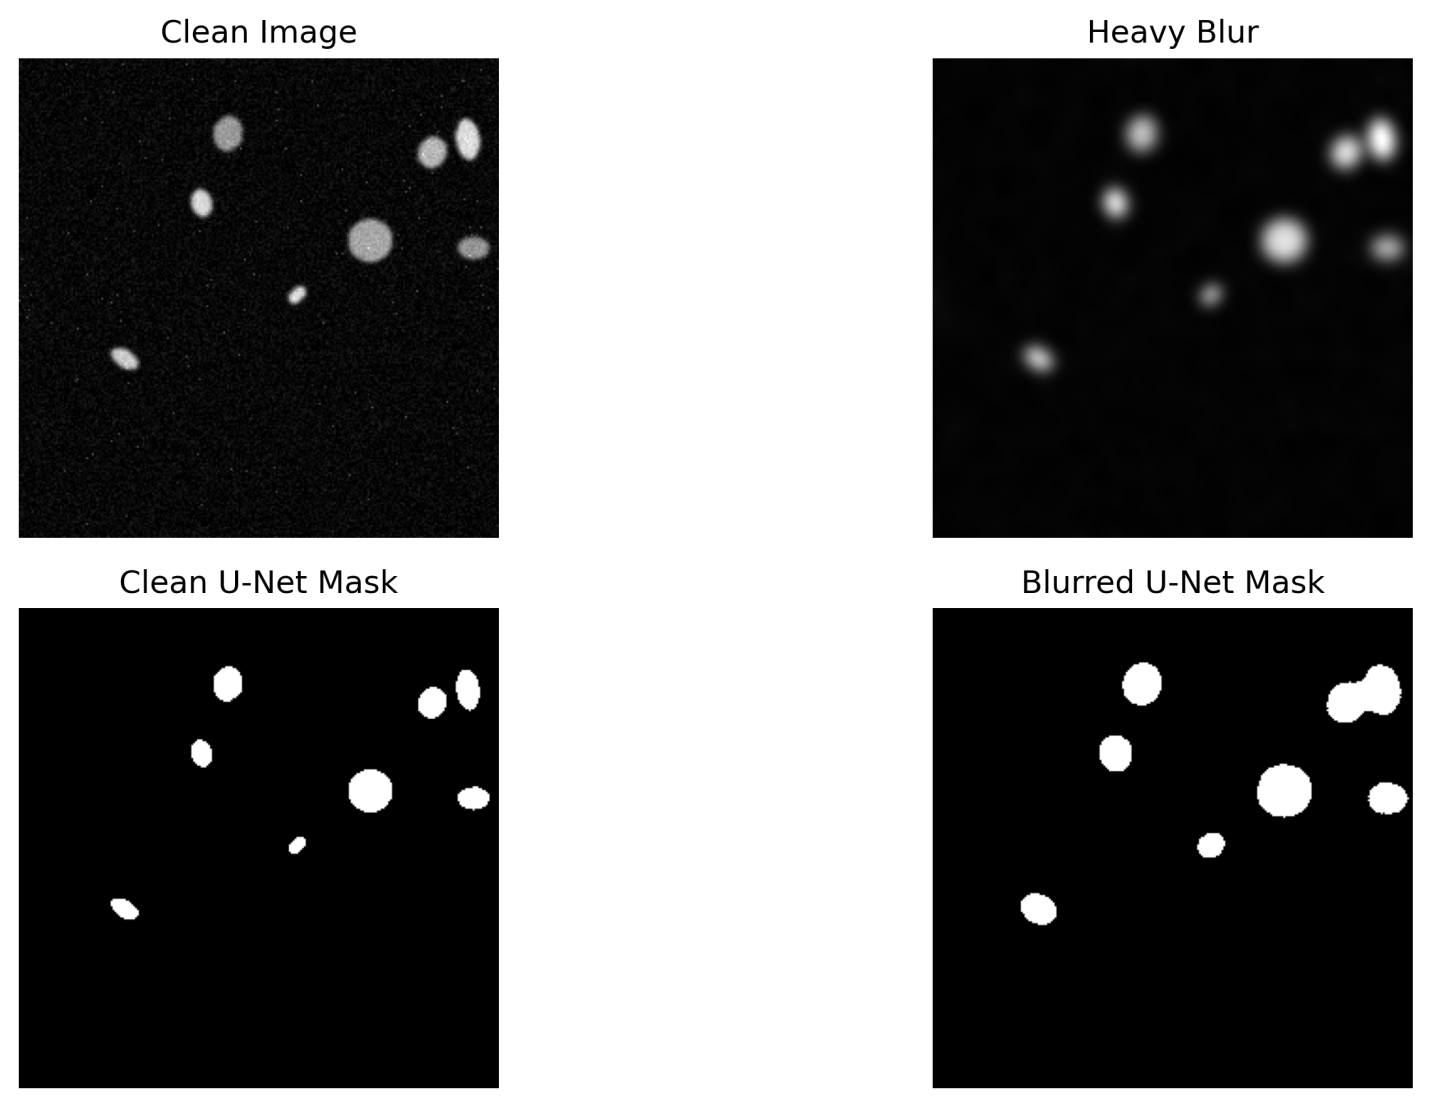 Clean Image
Heavy Blur
Clean U-Net Mask
Blurred U-Net Mask